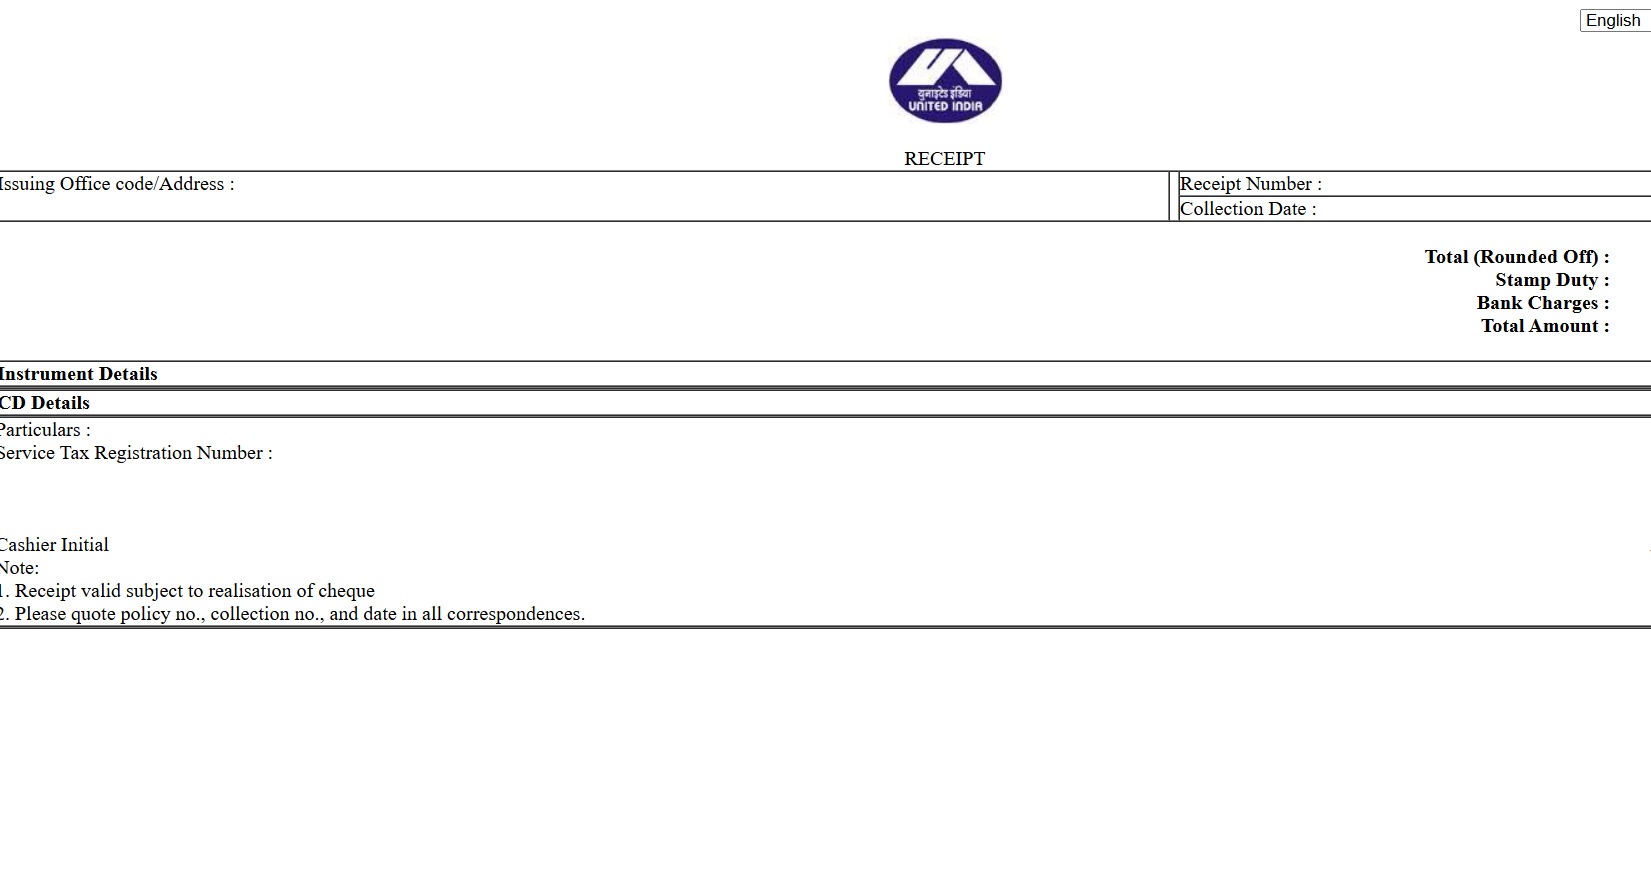 English
युनाइटेड इंडिया
UNITED INDIA
RECEIPT
Issuing Office code/Address :
Receipt Number :
Collection Date :
Total (Rounded Off) :
Stamp Duty :
Bank Charges :
Total Amount :
Instrument Details
CD Details
Particulars :
Service Tax Registration Number :
Cashier Initial
Note:
1. Receipt valid subject to realisation of cheque
2. Please quote policy no., collection no., and date in all correspondences.